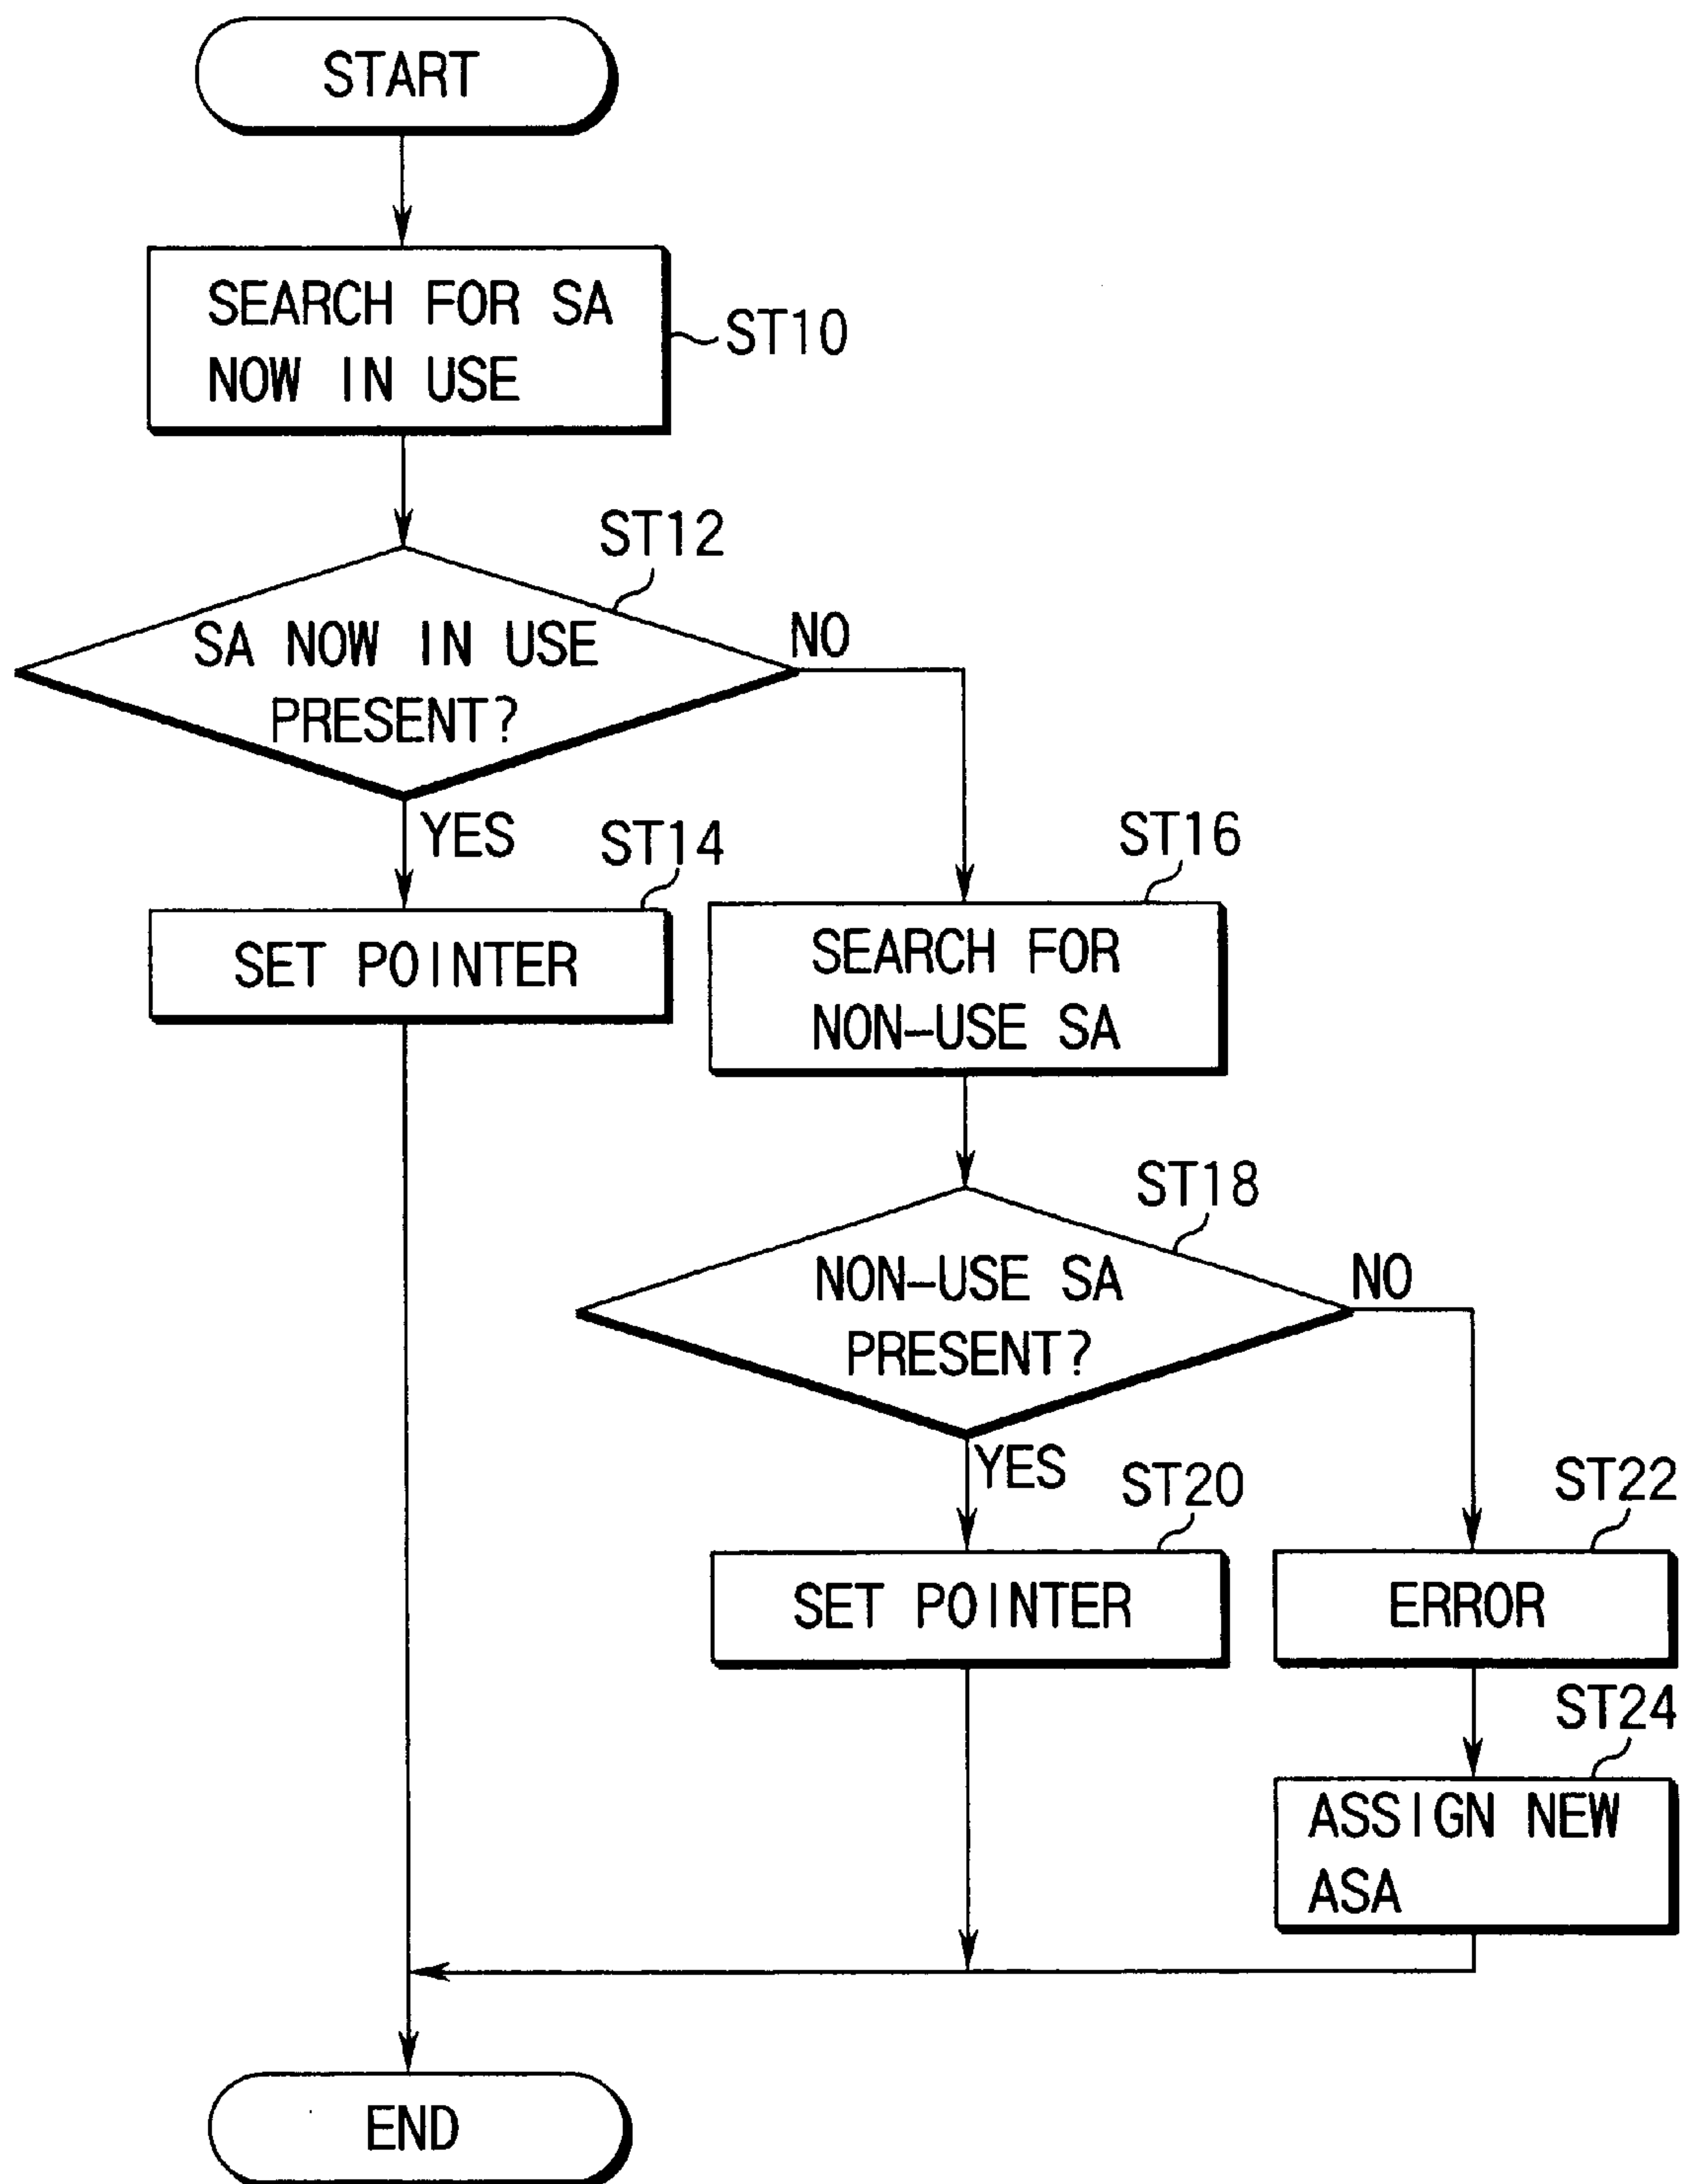 START
SEARCH FOR SA
NOW IN USE
ST10
ST12
SA NOW IN USE
PRESENT?
NO
YES
ST14
SET POINTER
ST16
SEARCH FOR
NON-USE SA
ST18
NON-USE SA
PRESENT?
NO
YES
ST20
SET POINTER
ST22
ERROR
ST24
ASSIGN NEW
ASA
END